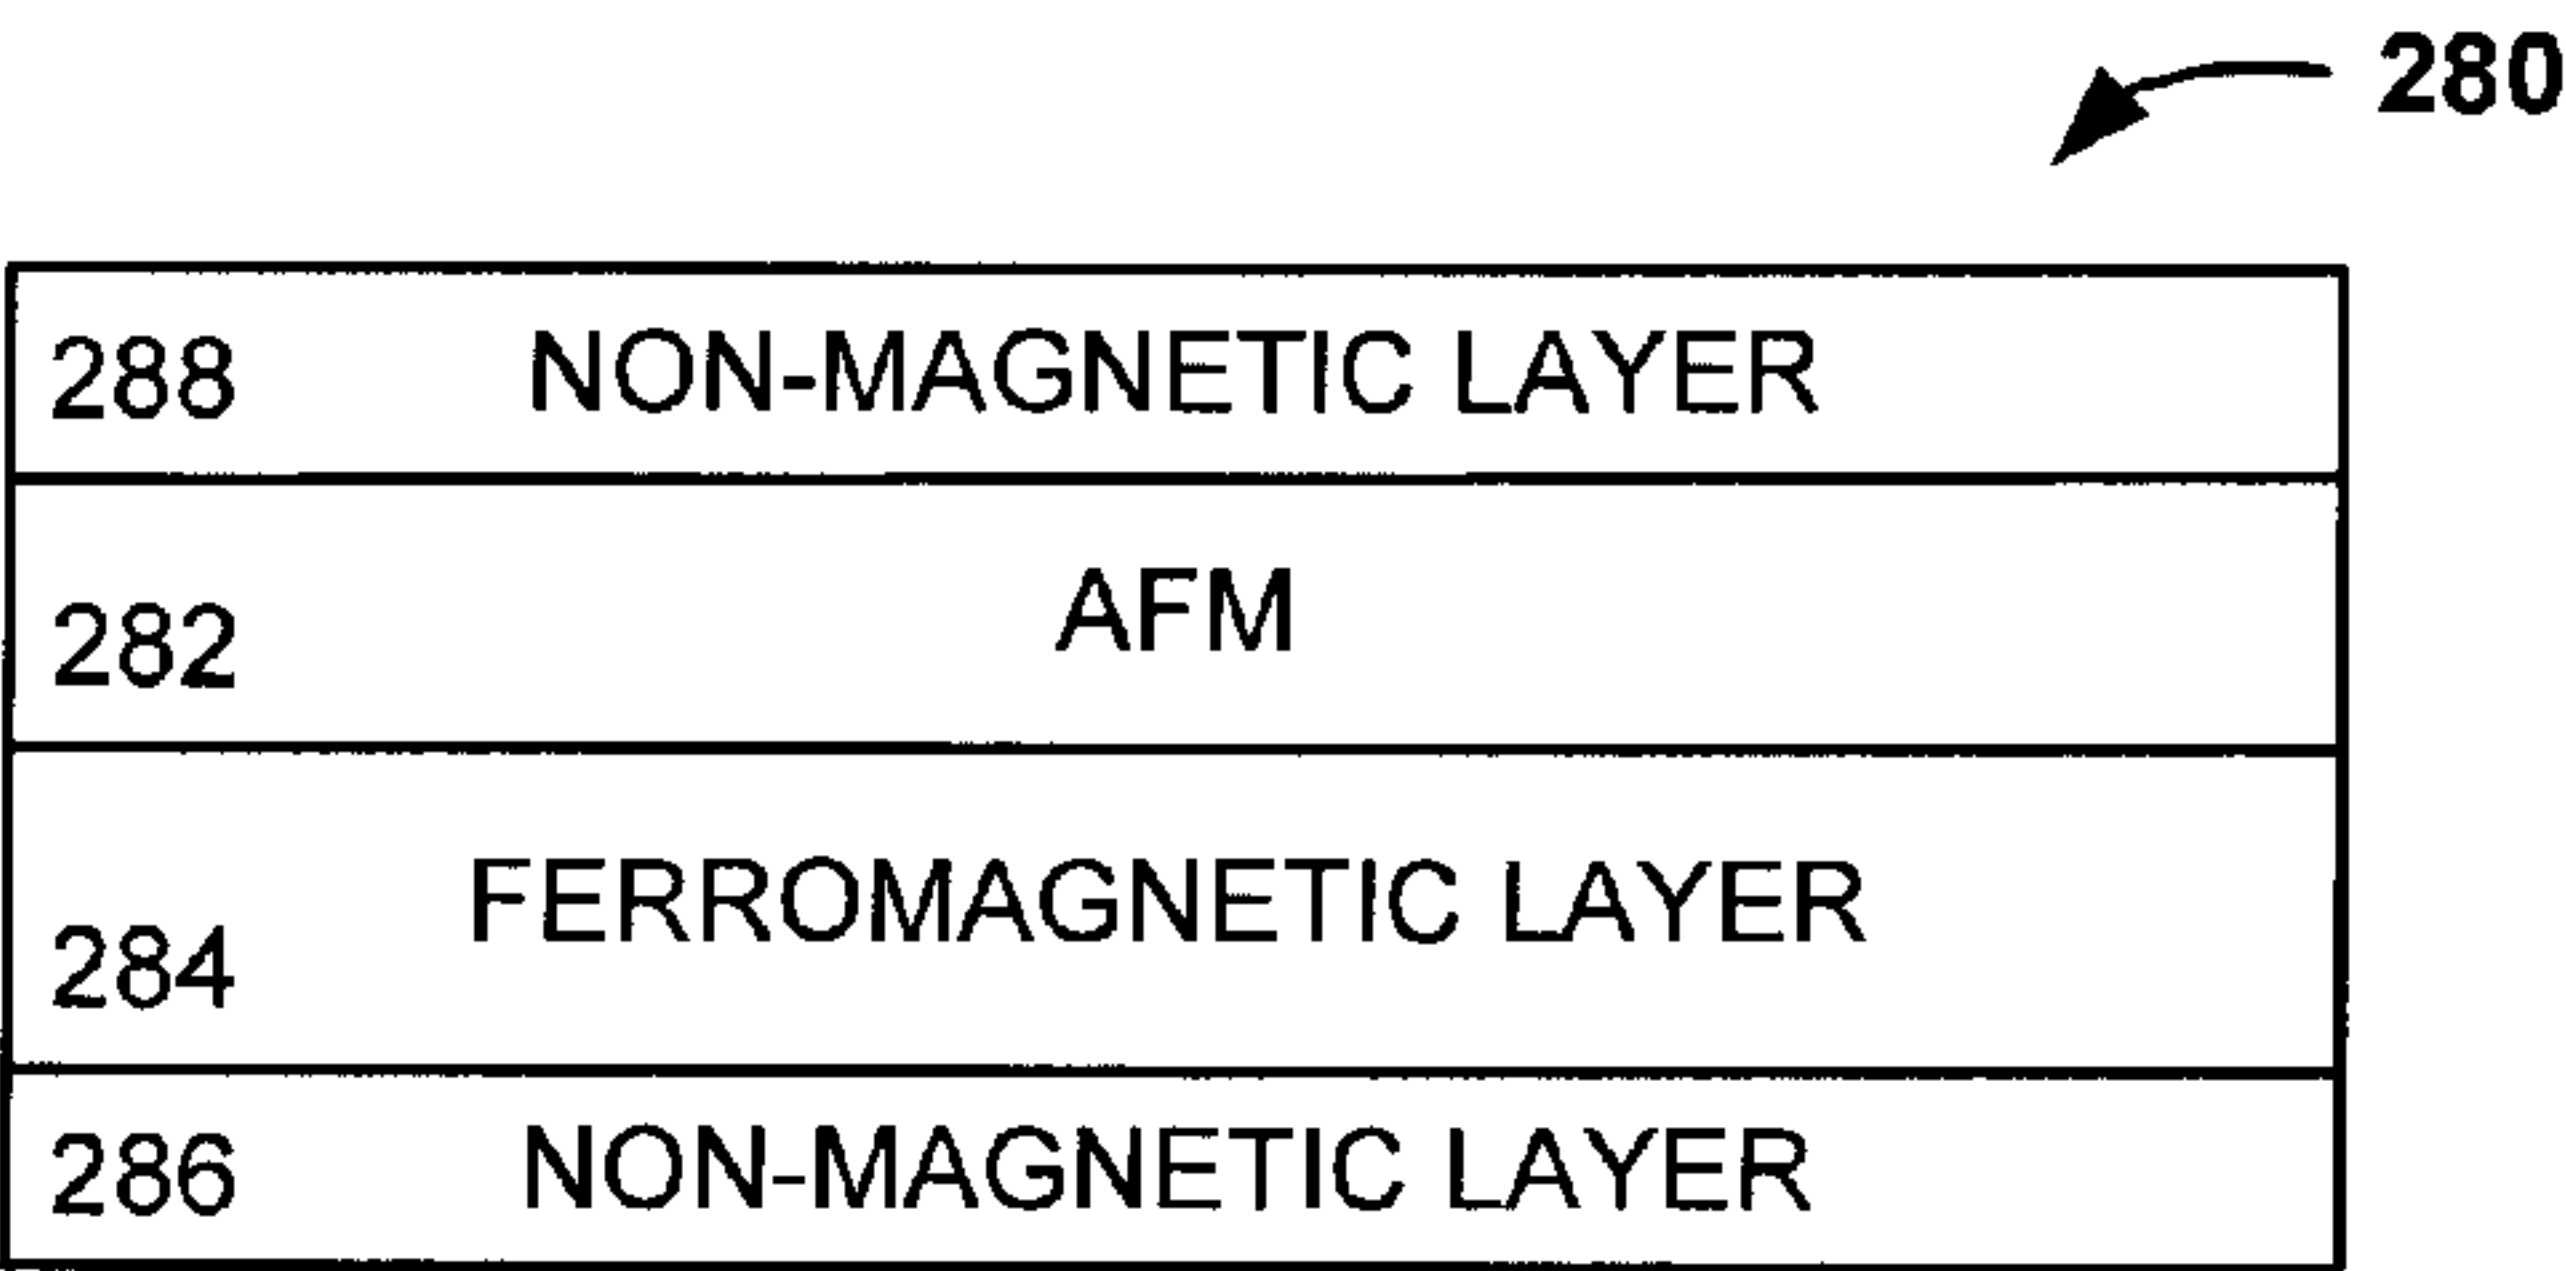 280
288 NON-MAGNETIC LAYER
282 AFM
284 FERROMAGNETIC LAYER
286 NON-MAGNETIC LAYER